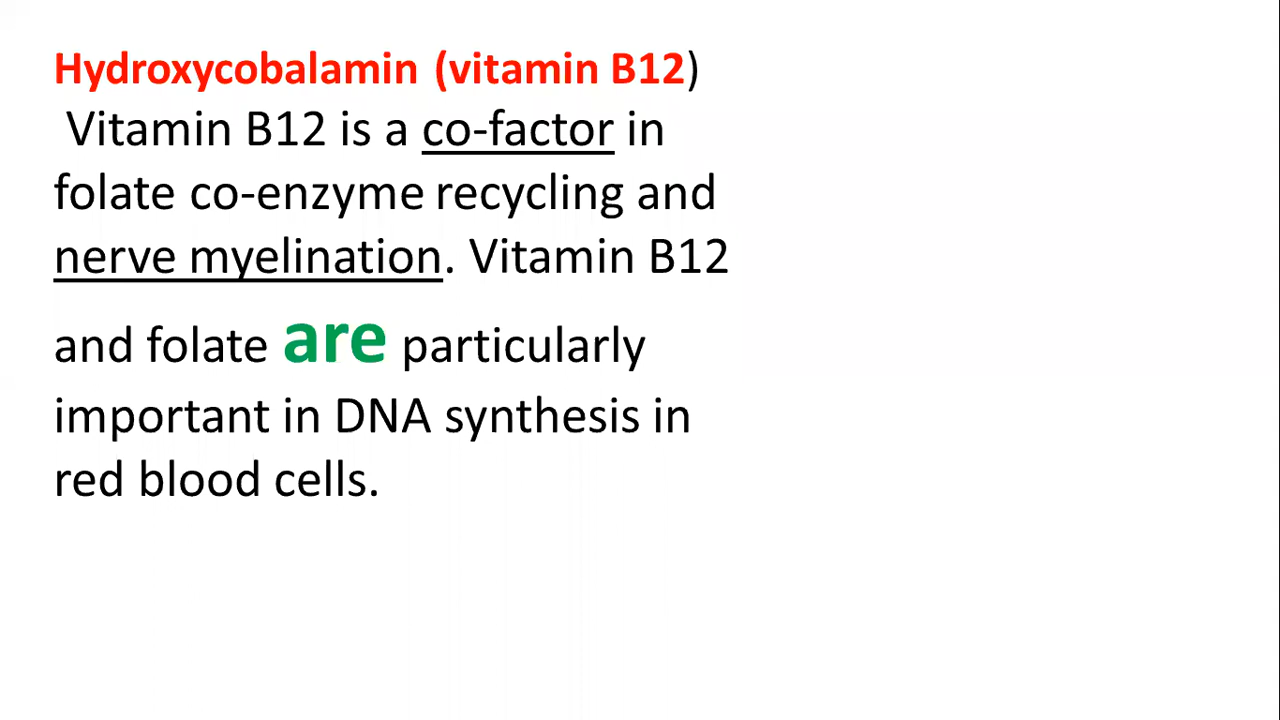 Hydroxycobalamin (vitamin B12)
Vitamin B12 is a co-factor in
folate co-enzyme recycling and
nerve myelination. Vitamin B12
and folate are particularly
important in DNA synthesis in
red blood cells.